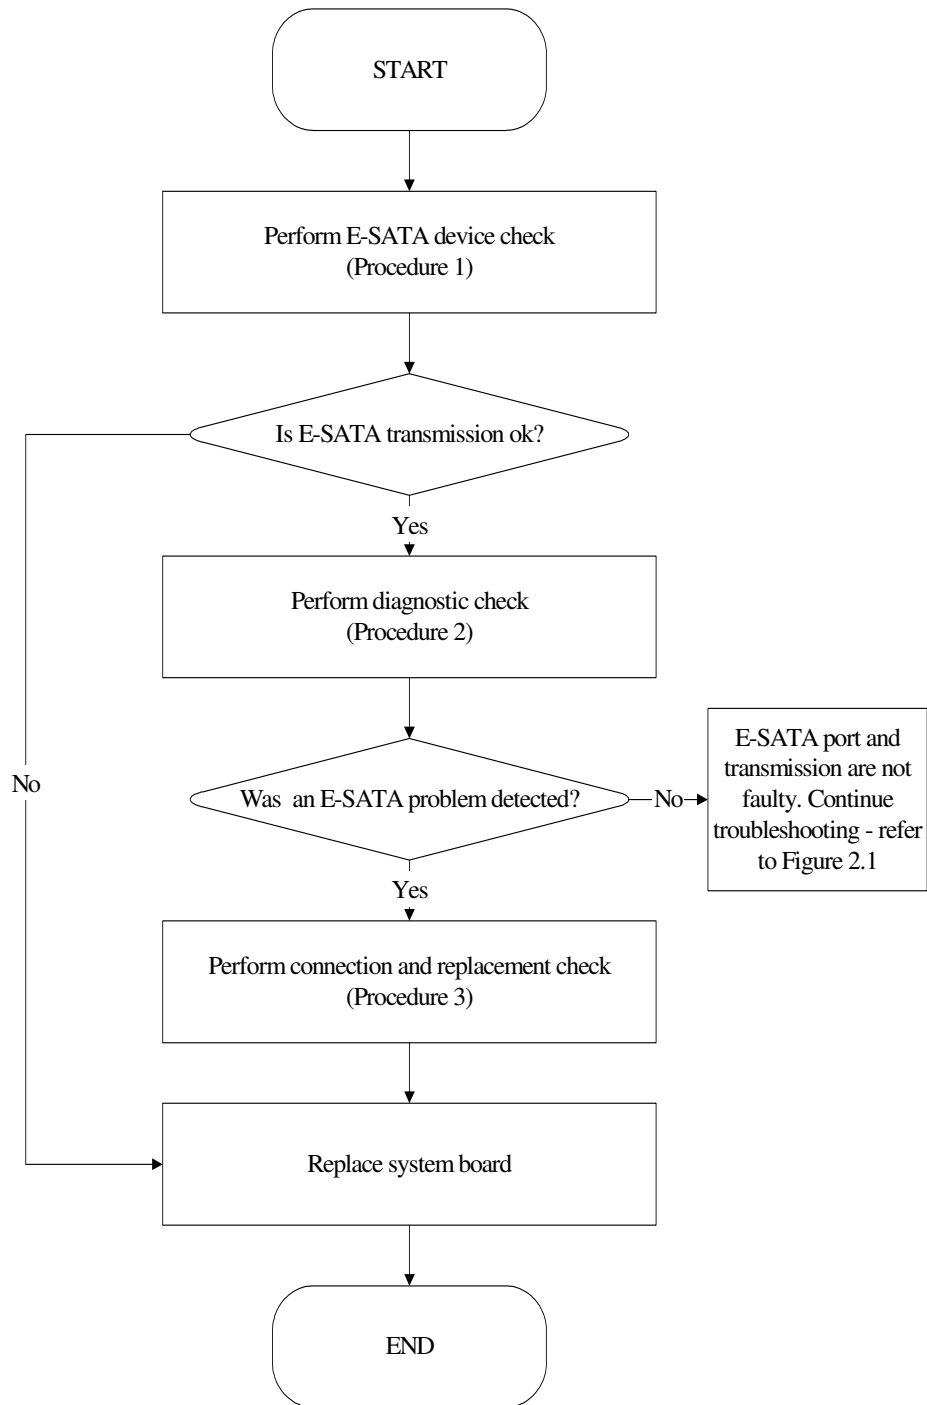 START
Perform E-SATA device check
(Procedure 1)
Is E-SATA transmission ok?
Yes
Perform diagnostic check
(Procedure 2)
No
Was an E-SATA problem detected?
No
E-SATA port and
transmission are not
faulty. Continue
troubleshooting - refer
to Figure 2.1
Yes
Perform connection and replacement check
(Procedure 3)
Replace system board
END